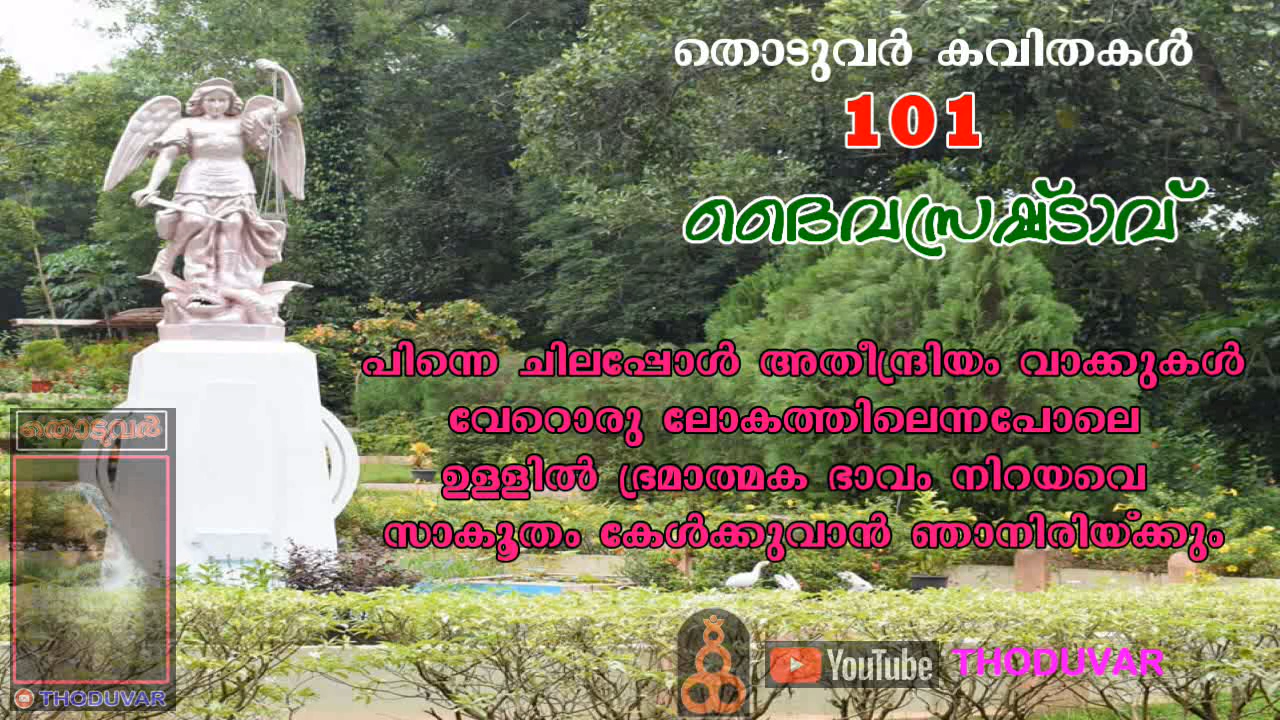 തൊടുവർ കവിതകൾ
101
ദൈവസ്രഷ്ടാവ്
പിന്നെ ചിലപ്പോൾ അതീന്ദ്രിയം വാക്കുകൾ
വേറൊരു ലോകത്തിലെന്നപോലെ
ഉള്ളിൽ ഭ്രമാത്മക ഭാവം നിറയവെ
സാകൂതം കേൾക്കുവാൻ ഞാനിരിയ്ക്കും
തൊടുവർ
THODUVAR
YouTube THODUVAR